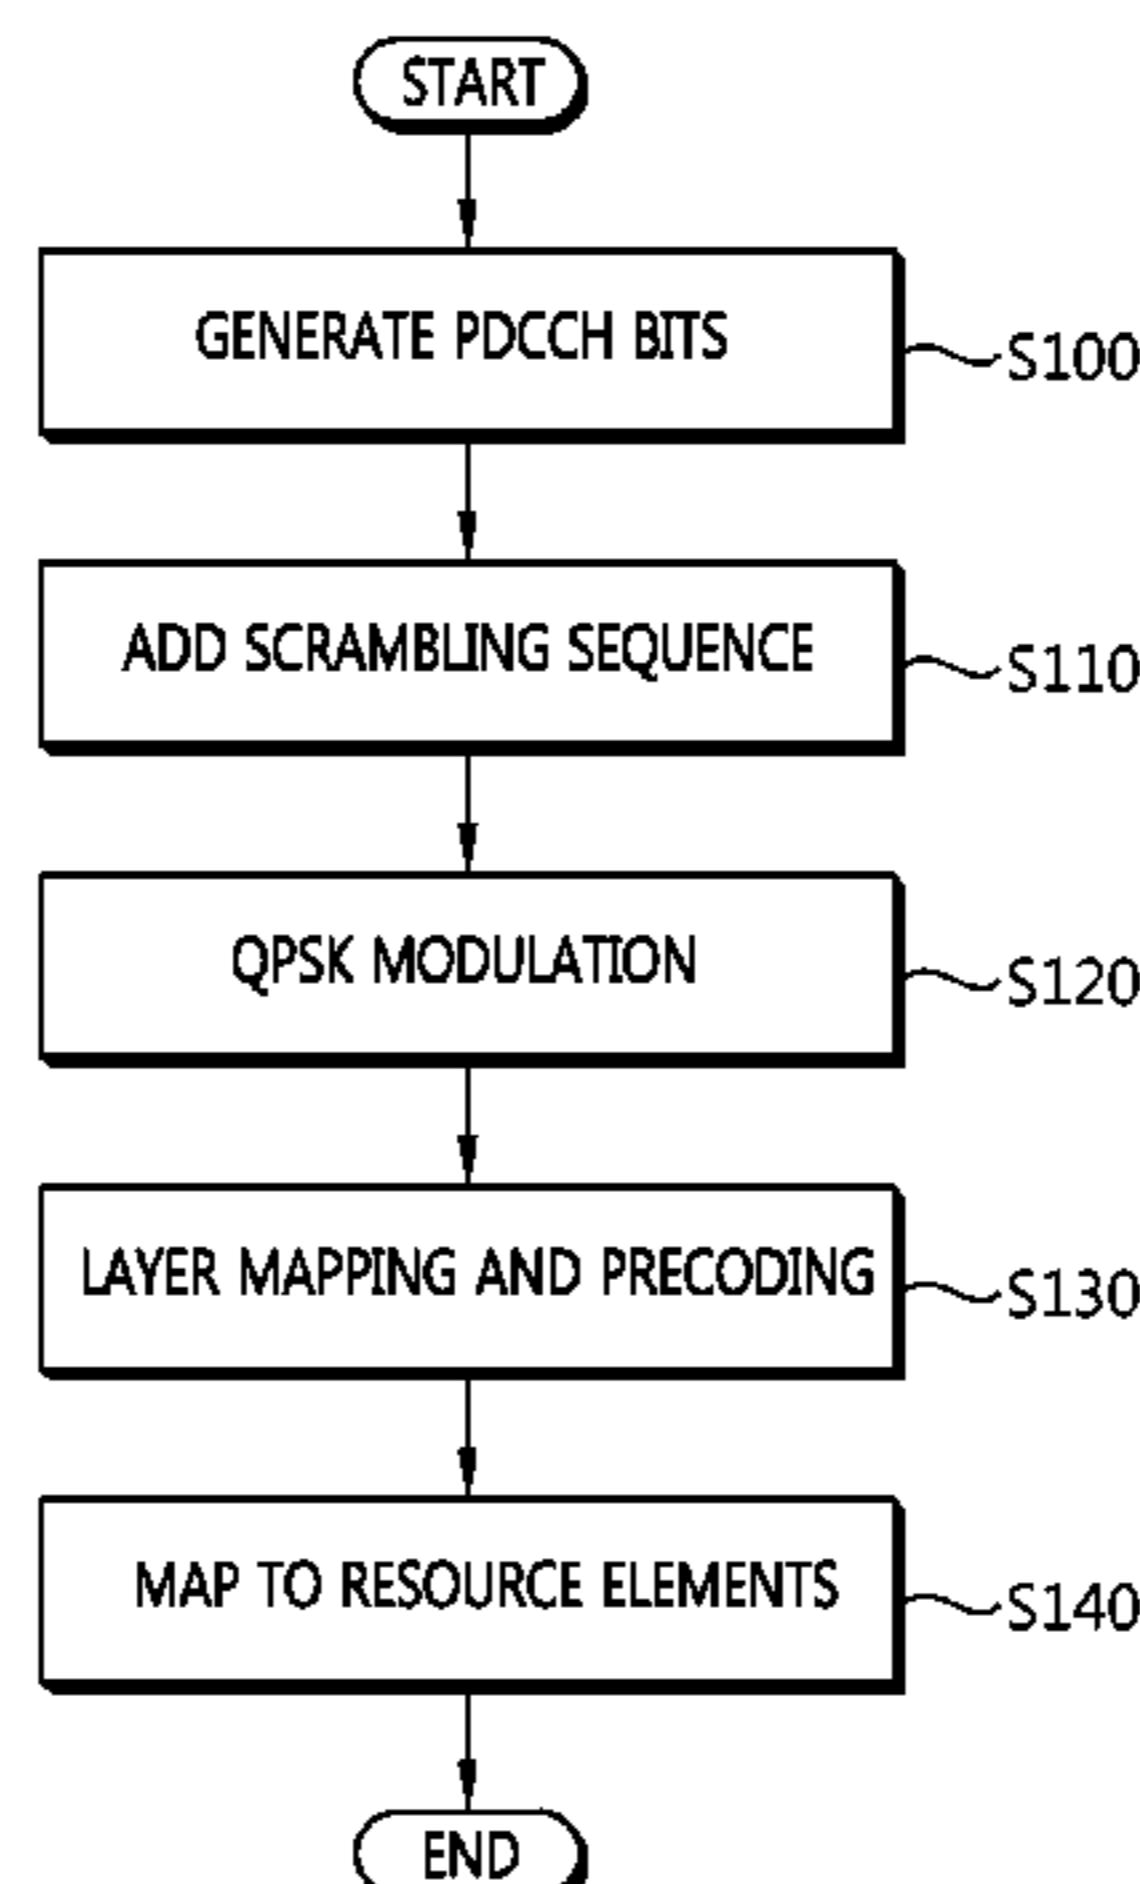 START
GENERATE PDCCH BITS
S100
ADD SCRAMBLING SEQUENCE
S110
QPSK MODULATION
S120
LAYER MAPPING AND PRECODING
S130
MAP TO RESOURCE ELEMENTS
S140
END